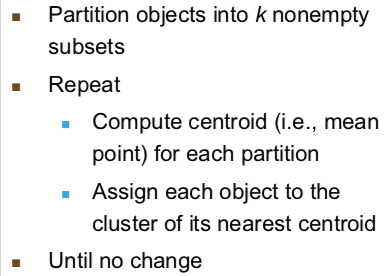 Partition objects into k nonempty
subsets
Repeat
Compute centroid (i.e., mean
point) for each partition
Assign each object to the
cluster of its nearest centroid
Until no change